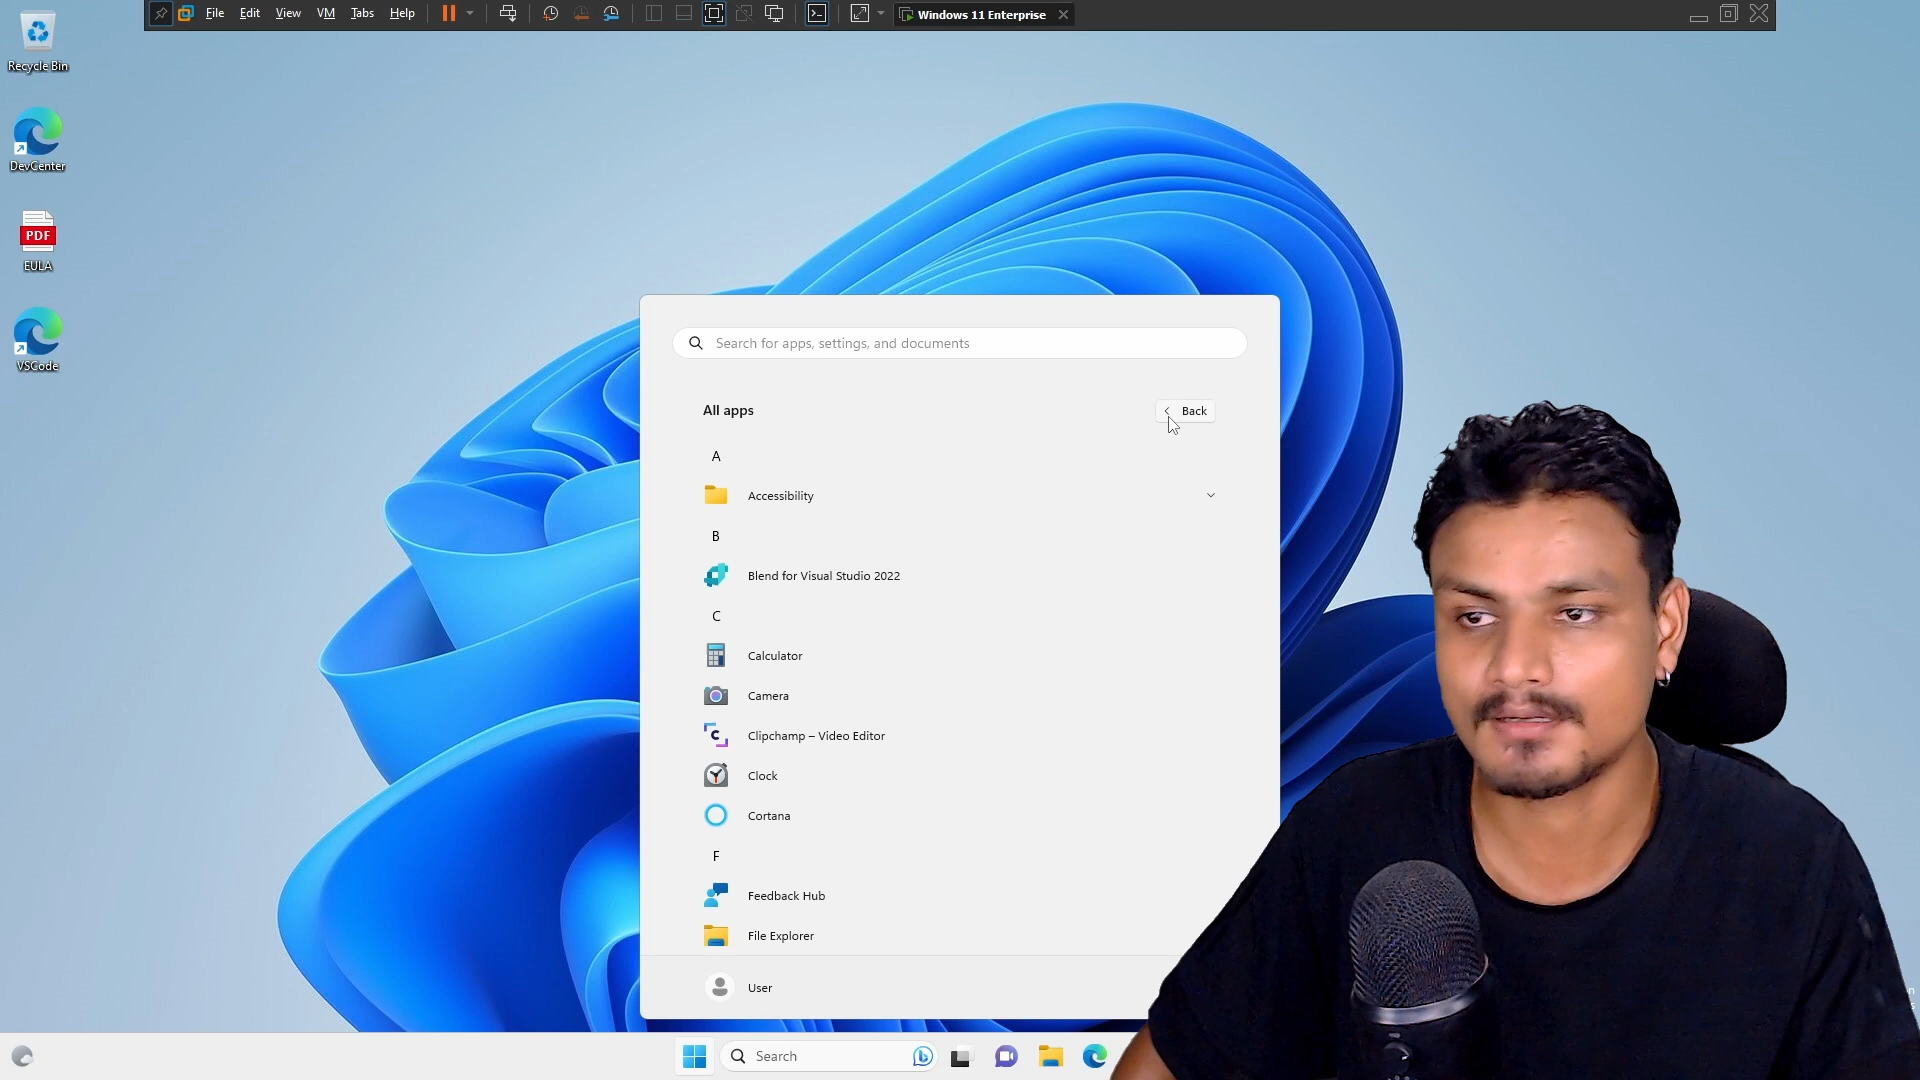 File Edit View VM Tabs Help
Windows 11 Enterprise
Recycle Bin
DevCenter
PDF
EULA
VSCode
Search for apps, settings, and documents
All apps
Back
A
Accessibility
B
Blend for Visual Studio 2022
C
Calculator
Camera
Clipchamp – Video Editor
Clock
Cortana
F
Feedback Hub
File Explorer
User
Search